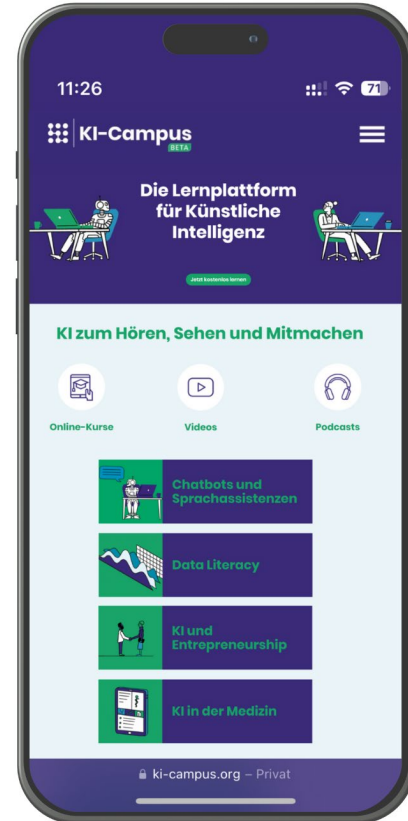 11:26
71
KI-Campus
BETA
Die Lernplattform
für Künstliche
Intelligenz
Jetzt kostenlos lernen
KI zum Hören, Sehen und Mitmachen
Online-Kurse
Videos
Podcasts
Chatbots und
Sprachassistenzen
Data Literacy
KI und
Entrepreneurship
KI in der Medizin
ki-campus.org – Privat